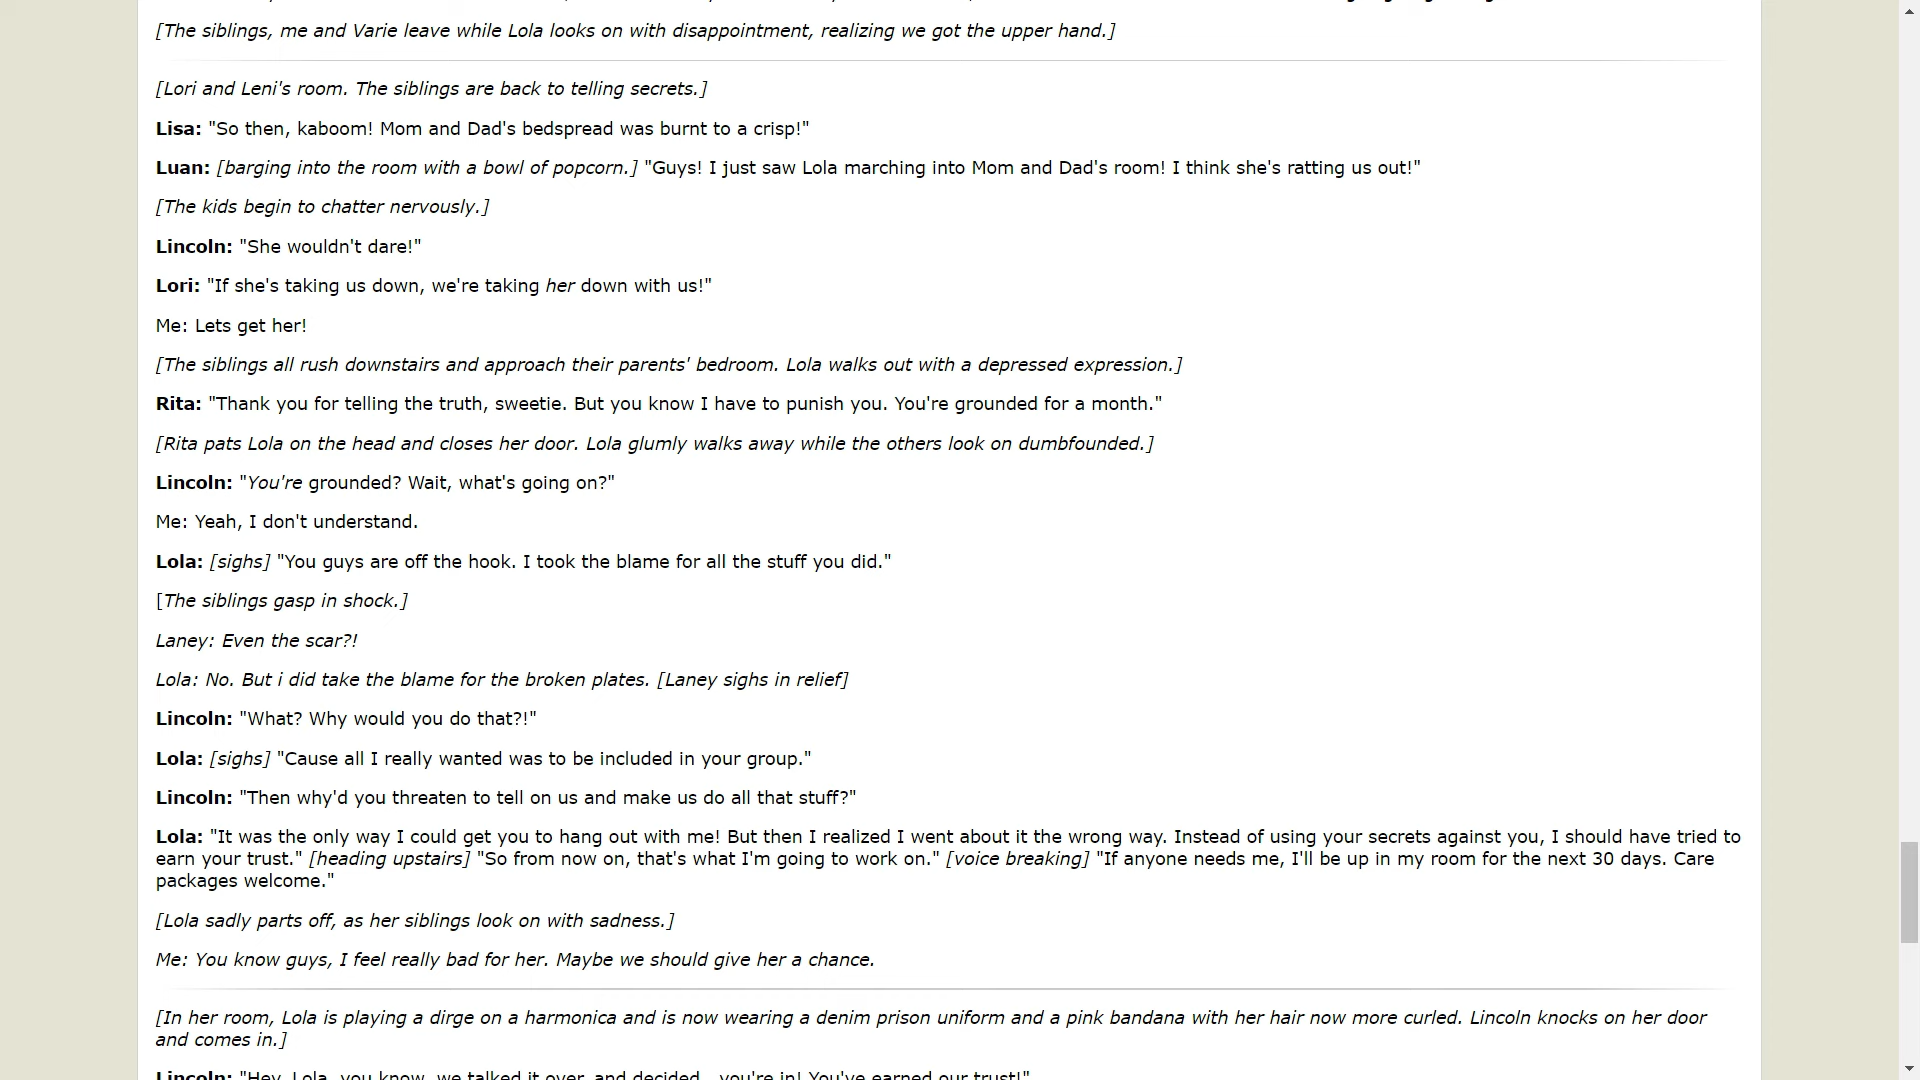 [The siblings, me and Varie leave while Lola looks on with disappointment, realizing we got the upper hand.]
[Lori and Leni's room. The siblings are back to telling secrets.]
Lisa: "So then, kaboom! Mom and Dad's bedspread was burnt to a crisp!"
Luan: [barging into the room with a bowl of popcorn.] "Guys! I just saw Lola marching into Mom and Dad's room! I think she's ratting us out!"
[The kids begin to chatter nervously.]
Lincoln: "She wouldn't dare!"
Lori: "If she's taking us down, we're taking her down with us!"
Me: Lets get her!
[The siblings all rush downstairs and approach their parents' bedroom. Lola walks out with a depressed expression.]
Rita: "Thank you for telling the truth, sweetie. But you know I have to punish you. You're grounded for a month."
[Rita pats Lola on the head and closes her door. Lola glumly walks away while the others look on dumbfounded.]
Lincoln: "You're grounded? Wait, what's going on?"
Me: Yeah, I don't understand.
Lola: [sighs] "You guys are off the hook. I took the blame for all the stuff you did."
[The siblings gasp in shock.]
Laney: Even the scar?!
Lola: No. But i did take the blame for the broken plates. [Laney sighs in relief]
Lincoln: "What? Why would you do that?!"
Lola: [sighs] "Cause all I really wanted was to be included in your group."
Lincoln: "Then why'd you threaten to tell on us and make us do all that stuff?"
Lola: "It was the only way I could get you to hang out with me! But then I realized I went about it the wrong way. Instead of using your secrets against you, I should have tried to
earn your trust." [heading upstairs] "So from now on, that's what I'm going to work on." [voice breaking] "If anyone needs me, I'll be up in my room for the next 30 days. Care
packages welcome."
[Lola sadly parts off, as her siblings look on with sadness.]
Me: You know guys, I feel really bad for her. Maybe we should give her a chance.
[In her room, Lola is playing a dirge on a harmonica and is now wearing a denim prison uniform and a pink bandana with her hair now more curled. Lincoln knocks on her door
and comes in.]
Lincoln: "Hey, Lola, you know, we talked it over, and decided...you're in! You've earned our trust!"